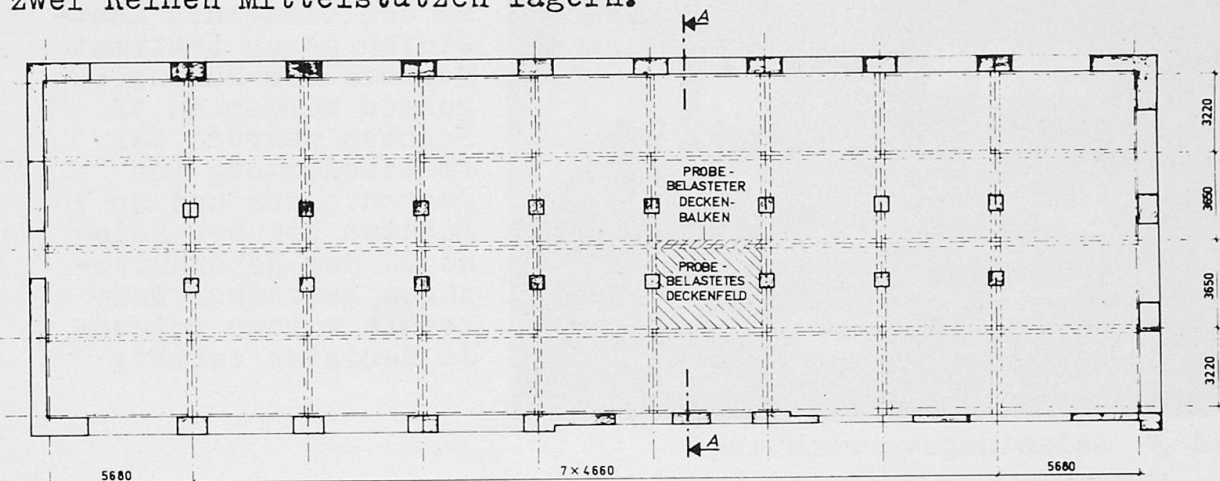 zwei Reihen Mittelstützen lagern.
A
3220
PROBE-
BELASTETER
DECKEN-
BALKEN
3650
PROBE-
BELASTETES
DECKENFELD
3650
3220
A
5680
7 × 4660
5680